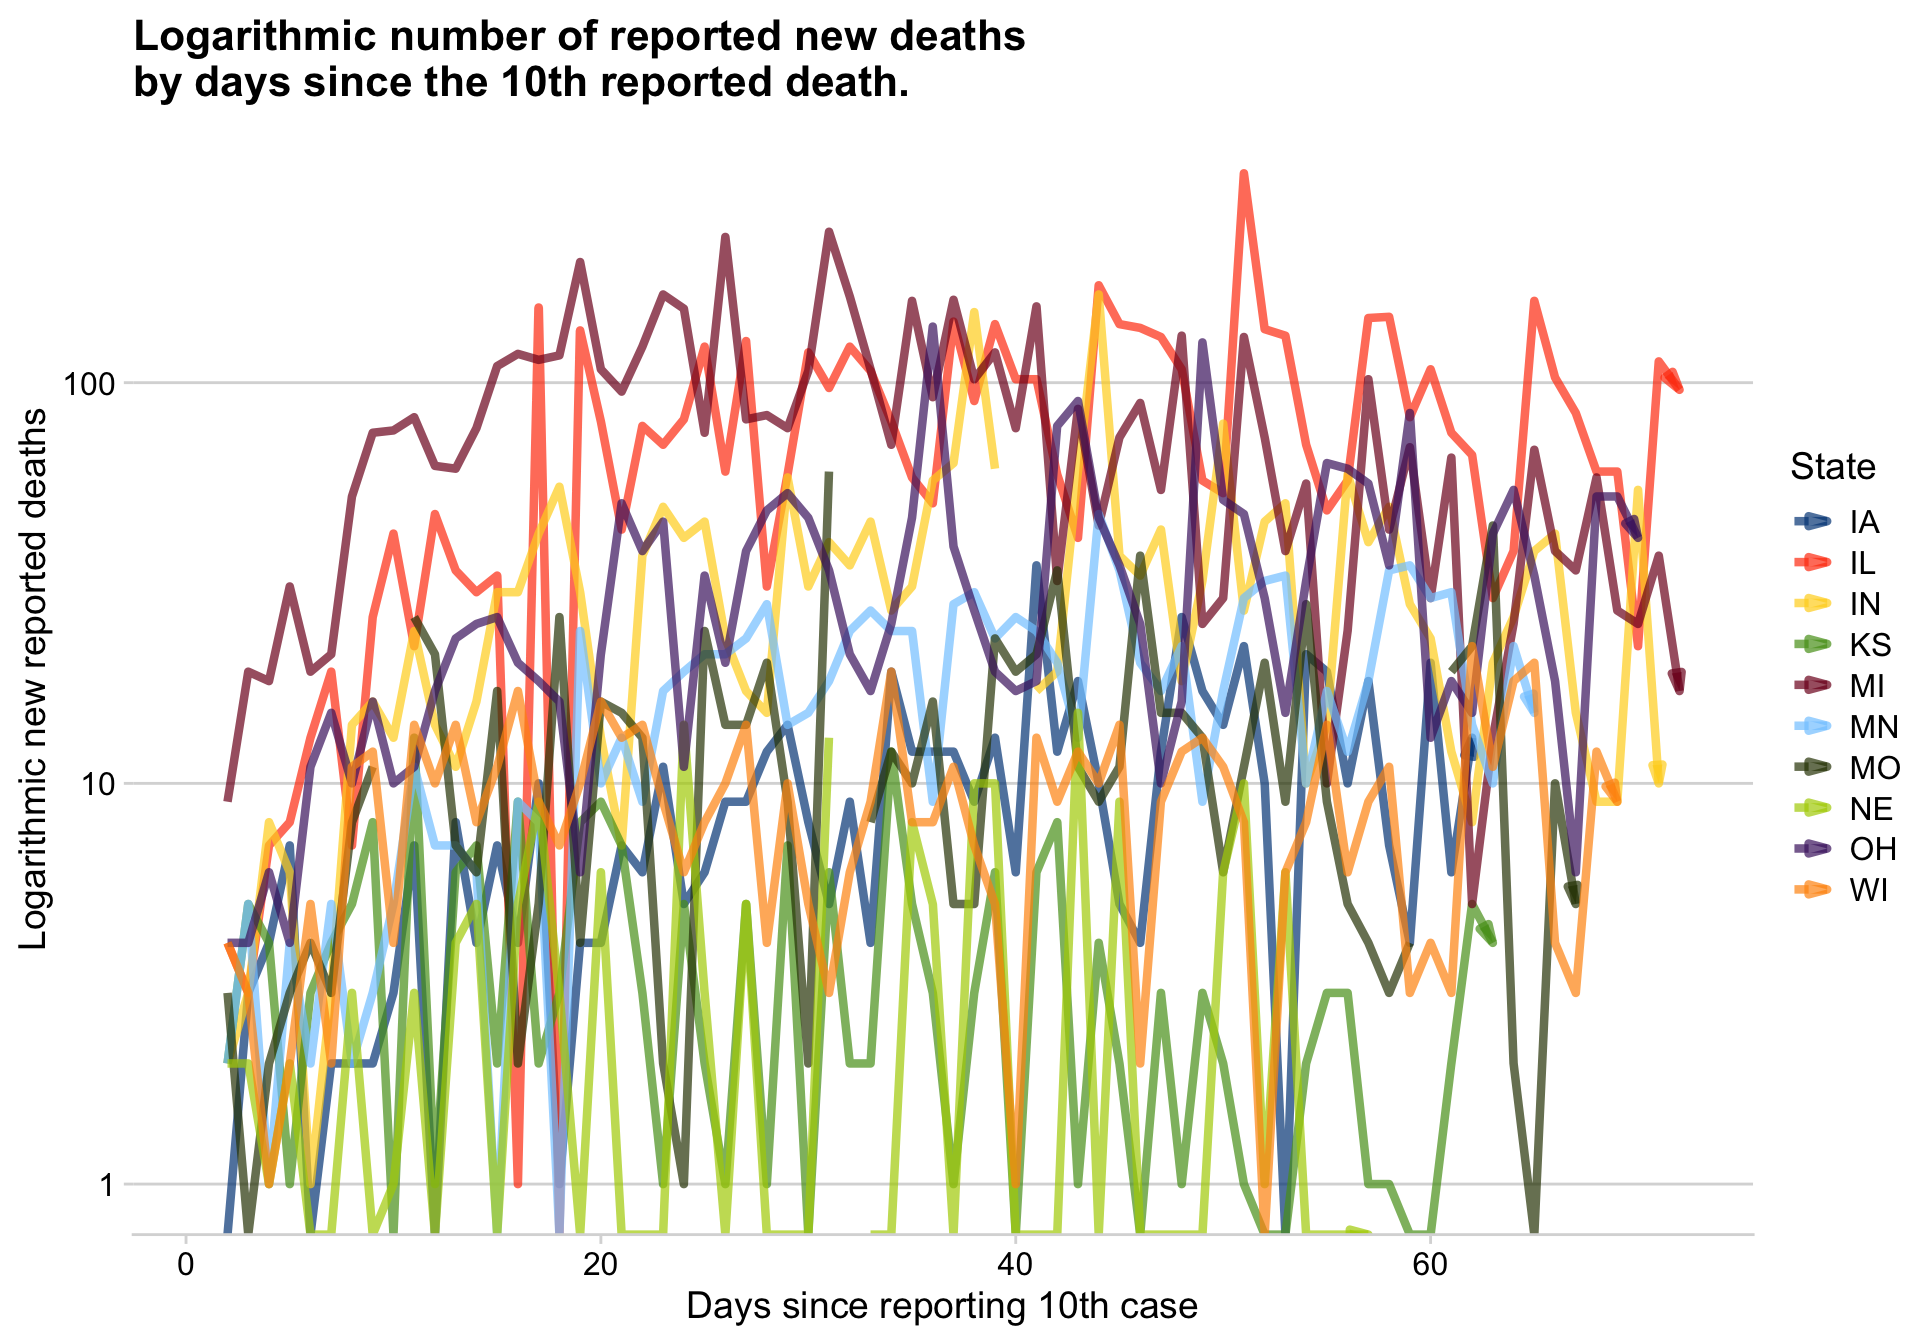 Logarithmic number of reported new deaths
by days since the 10th reported death.
Logarithmic new reported deaths
100
10
1
0
20
40
60
Days since reporting 10th case
State
IA
IL
IN
KS
MI
MN
MO
NE
OH
WI